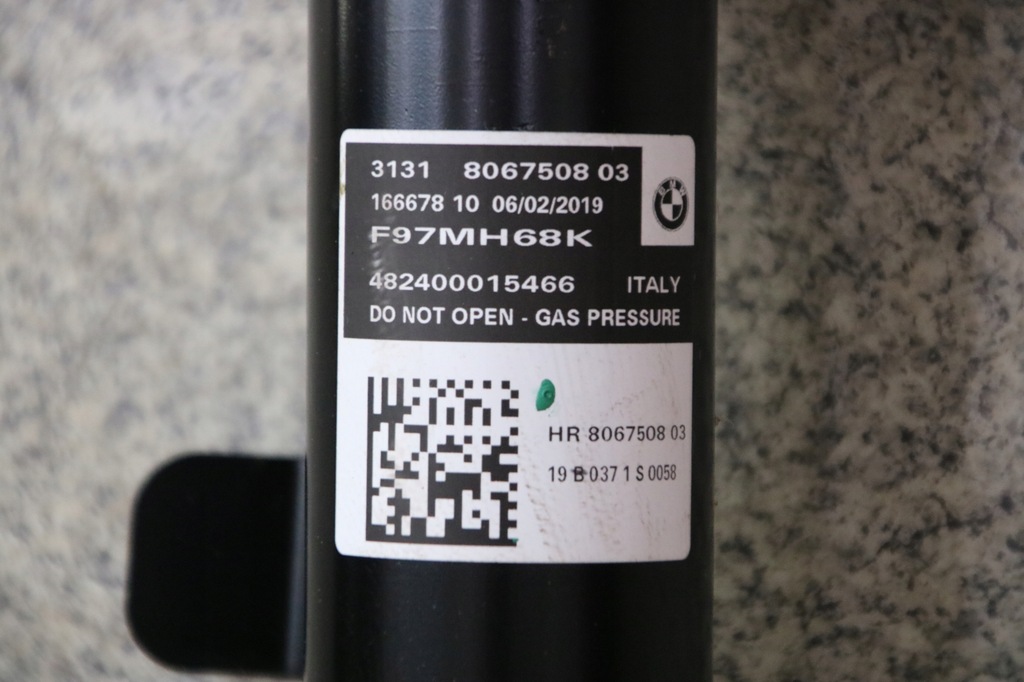 3131 8067508 03
166678 10 06/02/2019
F97MH68K
482400015466 ITALY
DO NOT OPEN - GAS PRESSURE
BMW
HR 8067508 03
19 B 037 1 S 0058